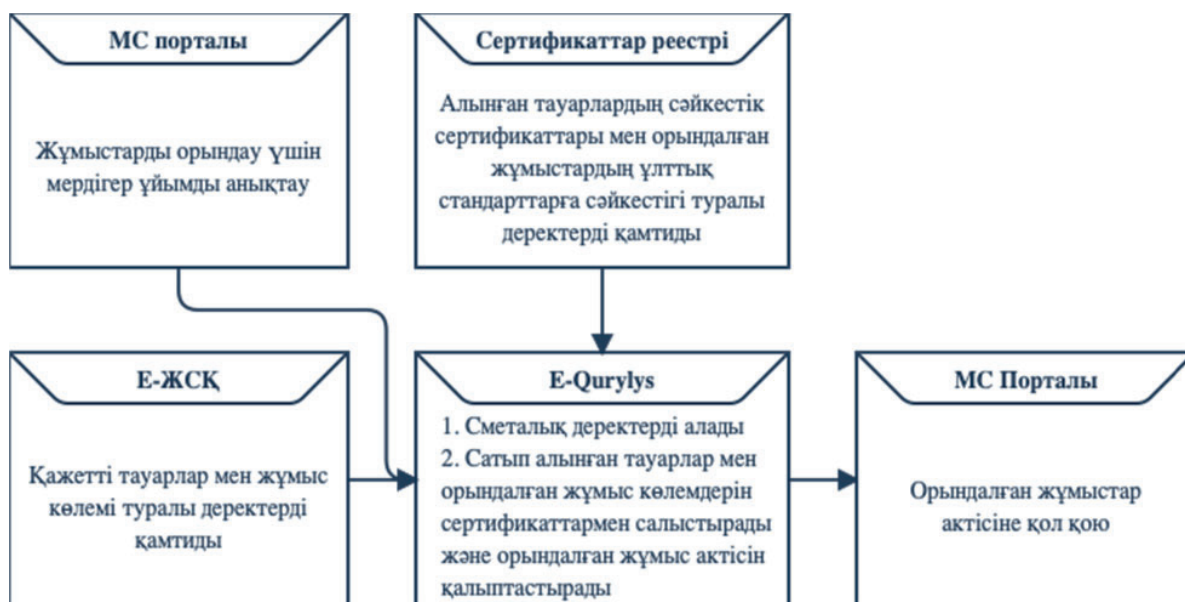 МС порталы
Жұмыстарды орындау үшін
мердігер ұйымды анықтау
Сертификаттар реестрі
Алынған тауарлардың сәйкестік
сертификаттары мен орындалған
жұмыстардың ұлттық
стандарттарға сәйкестігі туралы
деректерді қамтиды
Е-ЖСҚ
Қажетті тауарлар мен жұмыс
көлемі туралы деректерді
қамтиды
E-Qurylys
1. Сметалық деректерді алады
2. Сатып алынған тауарлар мен
орындалған жұмыс көлемдерін
сертификаттармен салыстырады
және орындалған жұмыс актісін
қалыптастырады
МС Порталы
Орындалған жұмыстар
актісіне қол қою